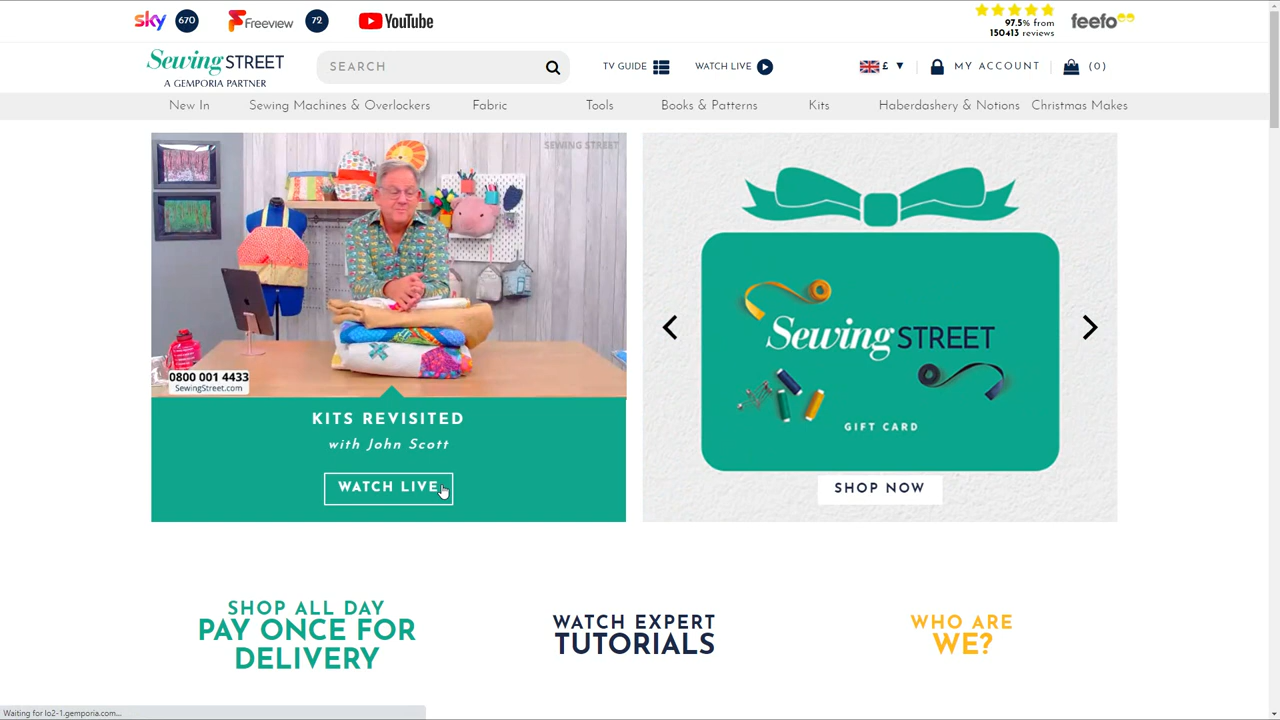 sky 670 Freeview 72 YouTube
97.5% from
150413 reviews
feefo
Sewing STREET
A GEMPORIA PARTNER
SEARCH
TV GUIDE
WATCH LIVE
£
MY ACCOUNT
(0)
New In Sewing Machines & Overlockers Fabric Tools Books & Patterns Kits Haberdashery & Notions Christmas Makes
SEWING STREET
0800 001 4433
SewingStreet.com
KITS REVISITED
with John Scott
WATCH LIVE
Sewing STREET
GIFT CARD
SHOP NOW
SHOP ALL DAY
PAY ONCE FOR
DELIVERY
WATCH EXPERT
TUTORIALS
WHO ARE
WE?
Waiting for lo2-1.gemporia.com...